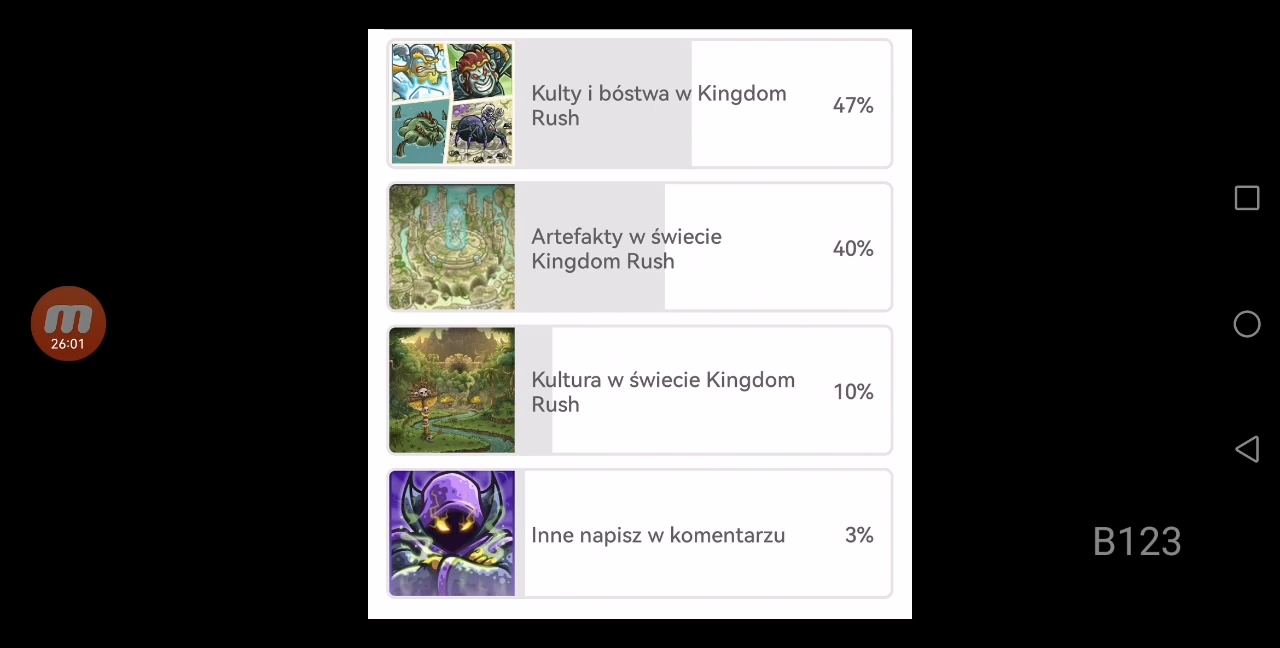 Kulty i bóstwa w Kingdom
Rush
47%
Artefakty w świecie
Kingdom Rush
40%
Kultura w świecie Kingdom
Rush
10%
Inne napisz w komentarzu
3%
m
26:01
B123